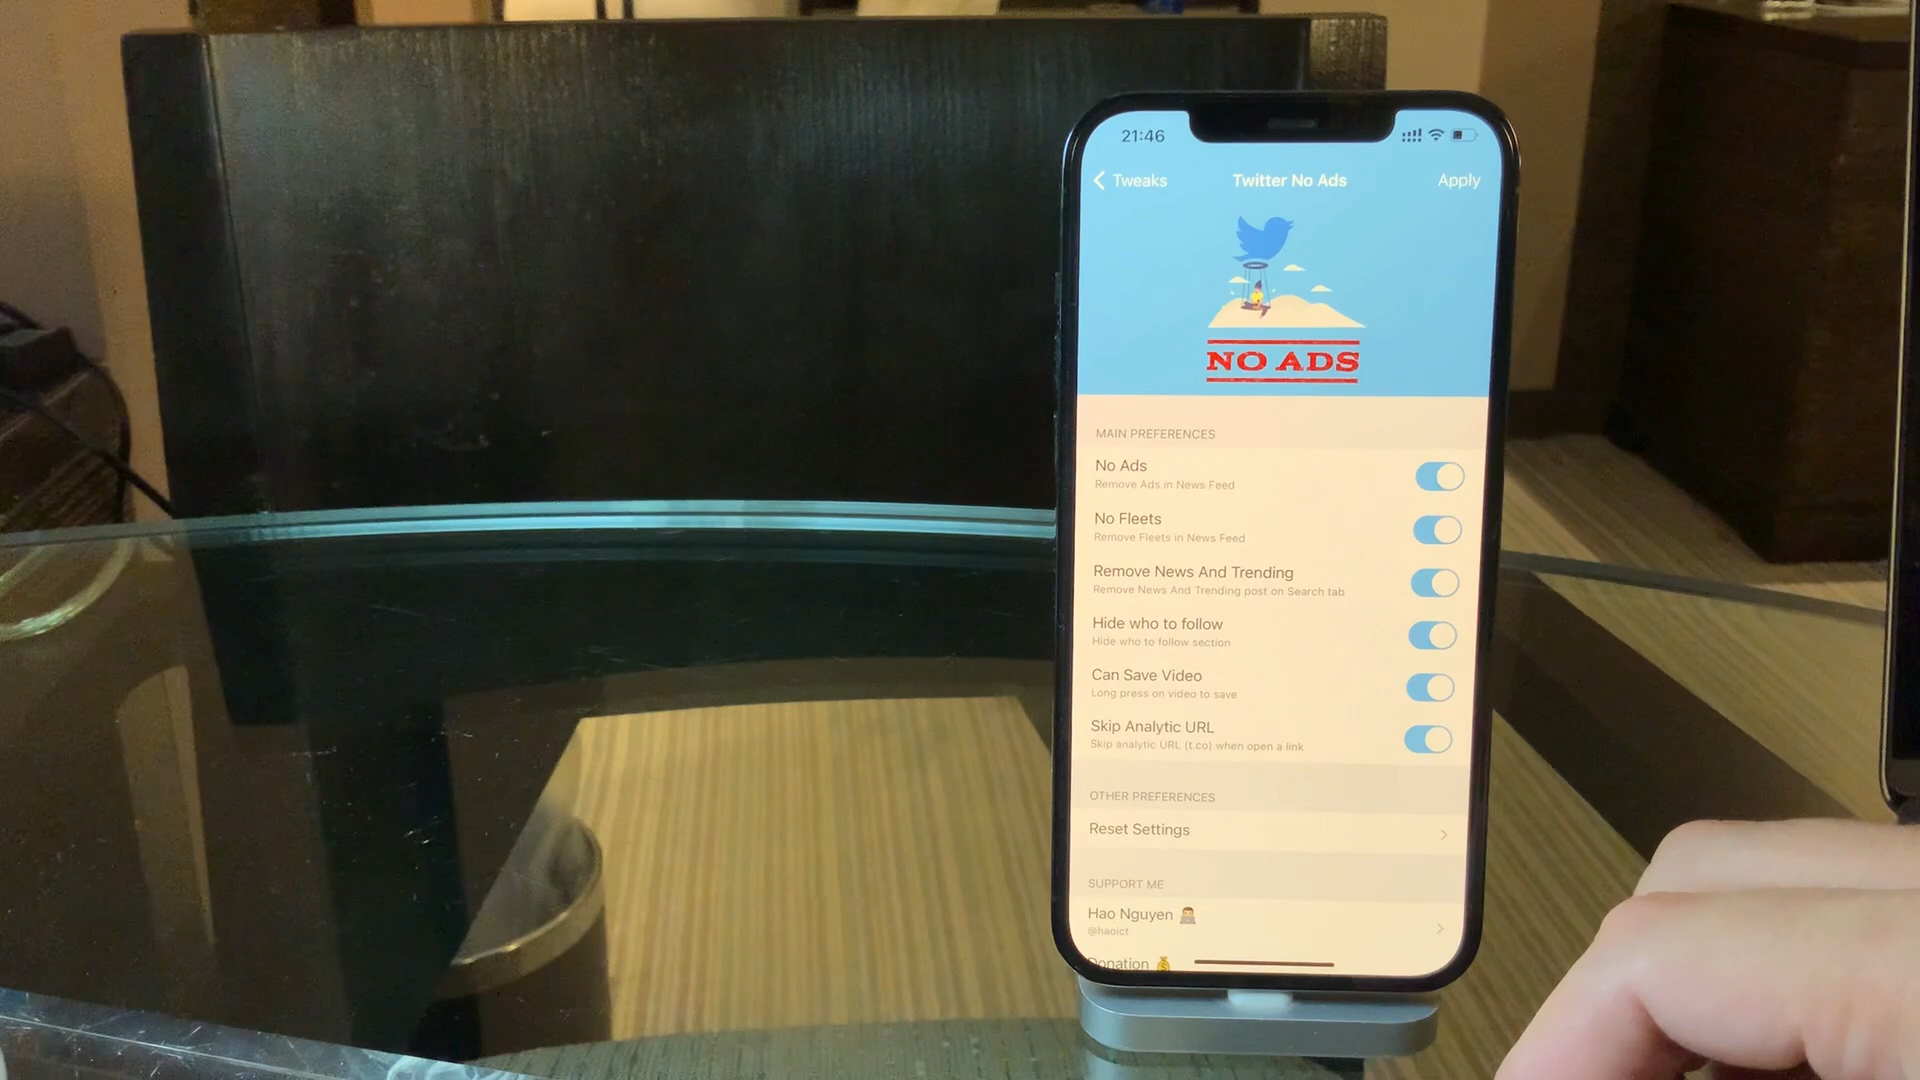 21:46
Tweaks
Twitter No Ads
Apply
NO ADS
MAIN PREFERENCES
No Ads
Remove Ads in News Feed
No Fleets
Remove Fleets in News Feed
Remove News And Trending
Remove News And Trending post on Search tab
Hide who to follow
Hide who to follow section
Can Save Video
Long press on video to save
Skip Analytic URL
Skip analytic URL (t.co) when open a link
OTHER PREFERENCES
Reset Settings
SUPPORT ME
Hao Nguyen 👨🏻‍💻
@haoict
Donation 💰